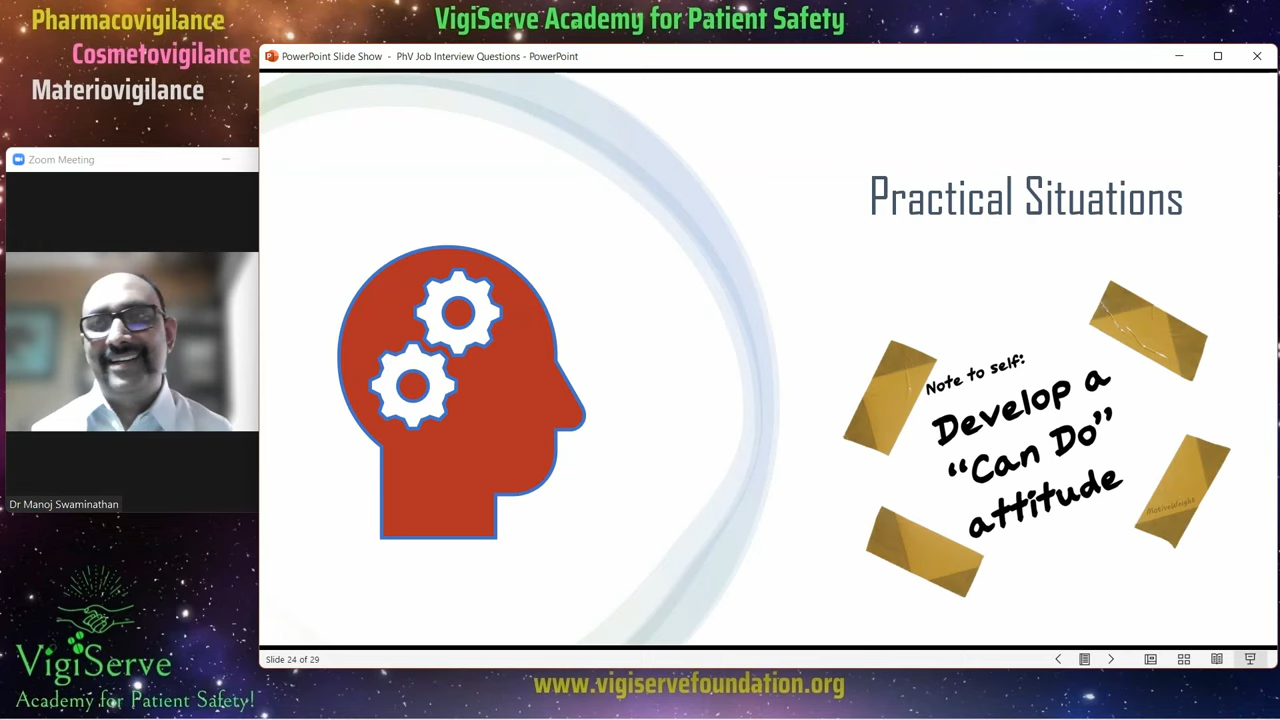 Pharmacovigilance
Cosmetovigilance
Materiovigilance
VigiServe Academy for Patient Safety
PowerPoint Slide Show - PhV Job Interview Questions - PowerPoint
Zoom Meeting
Dr Manoj Swaminathan
Practical Situations
Note to self:
Develop a
“Can Do”
attitude
MotiveWeight
Slide 24 of 29
VigiServe
Academy for Patient Safety!
www.vigiservefoundation.org